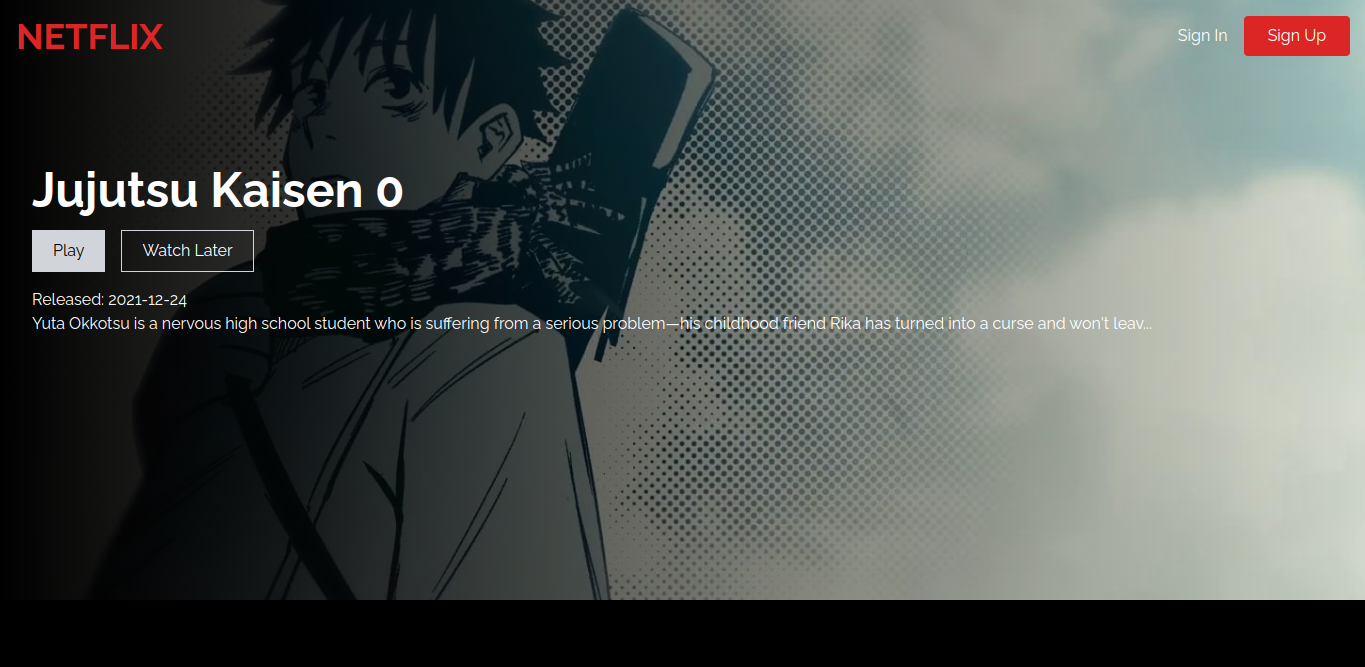 NETFLIX
Sign In
Sign Up
Jujutsu Kaisen 0
Play
Watch Later
Released: 2021-12-24
Yuta Okkotsu is a nervous high school student who is suffering from a serious problem—his childhood friend Rika has turned into a curse and won't leav...